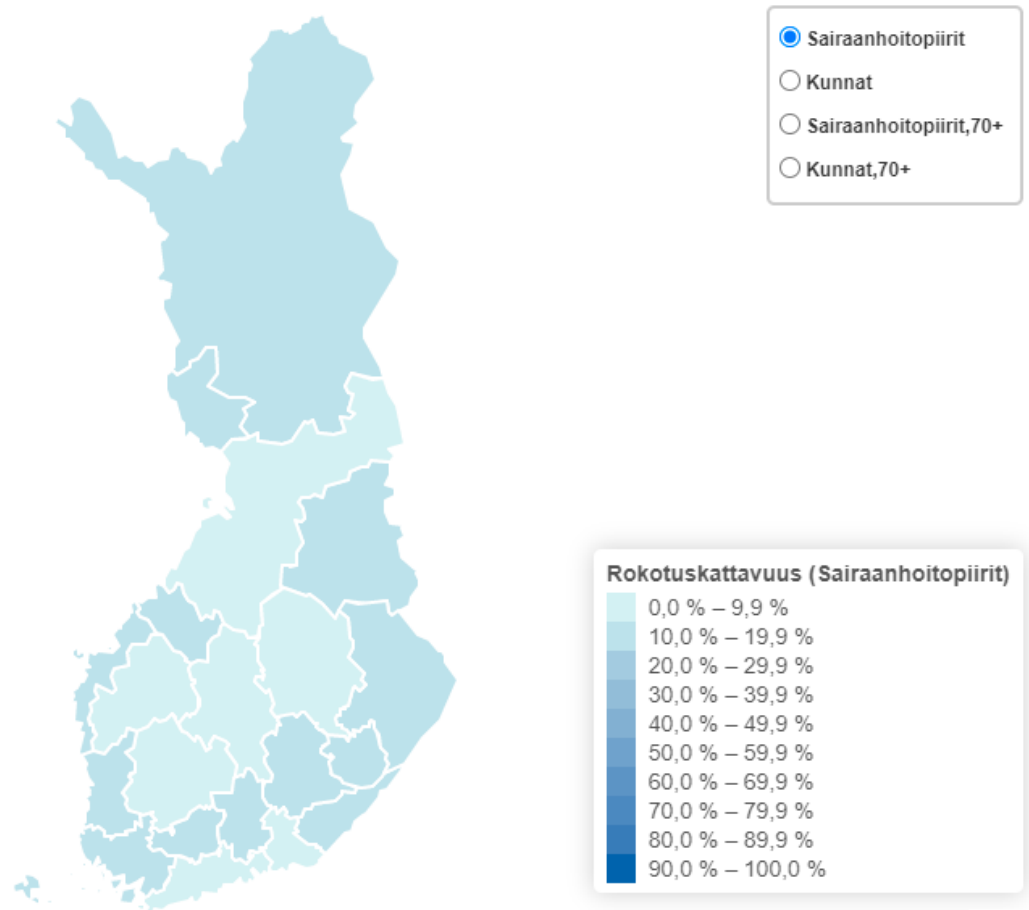 Sairaanhoitopiirit
Kunnat
Sairaanhoitopiirit,70+
Kunnat,70+
Rokotuskattavuus (Sairaanhoitopiirit)
0,0 % – 9,9 %
10,0 % – 19,9 %
20,0 % – 29,9 %
30,0 % – 39,9 %
40,0 % – 49,9 %
50,0 % – 59,9 %
60,0 % – 69,9 %
70,0 % – 79,9 %
80,0 % – 89,9 %
90,0 % – 100,0 %